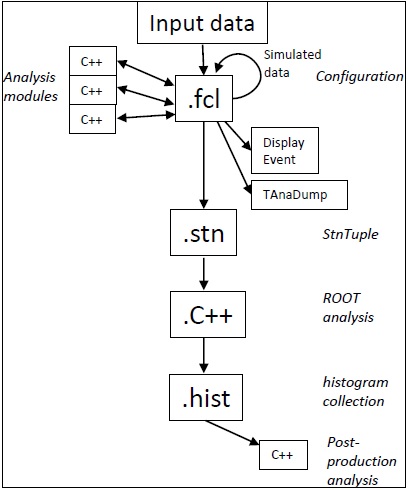 Input data
Simulated
data
Configuration
Analysis
modules
C++
C++
C++
.fcl
Display
Event
TAnaDump
.stn
StnTuple
.C++
ROOT
analysis
.hist
histogram
collection
C++
Post-
production
analysis